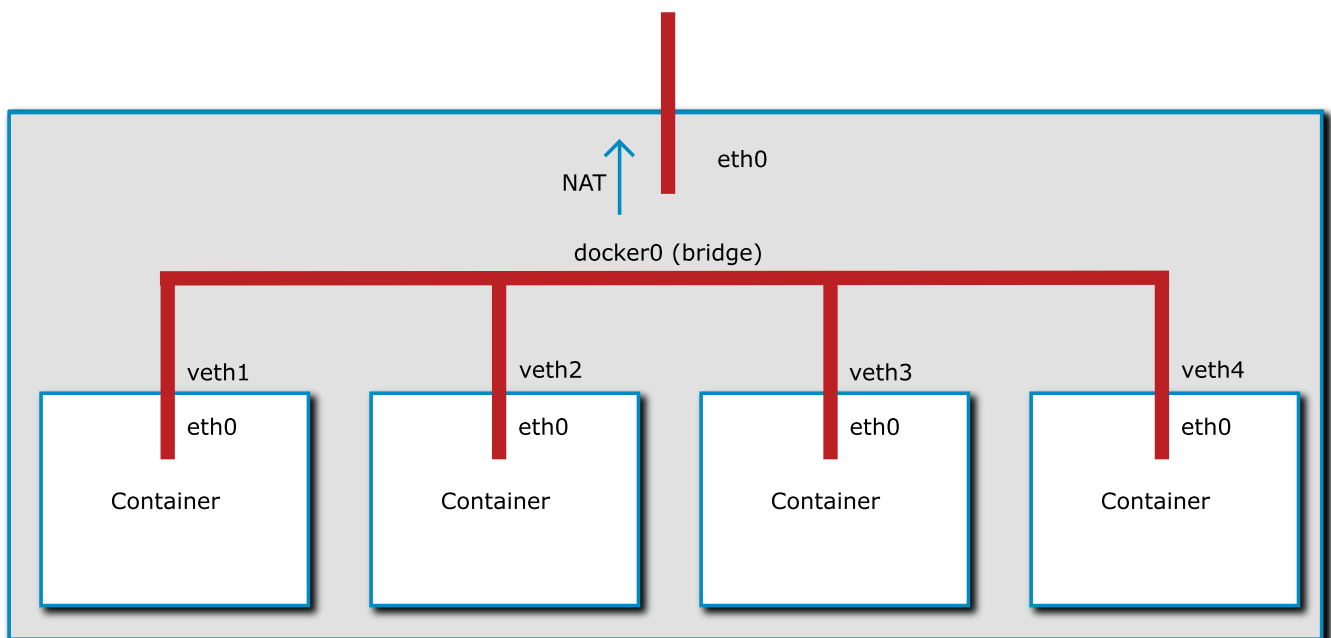 eth0
NAT
docker0 (bridge)
veth1
veth2
veth3
veth4
eth0
eth0
eth0
eth0
Container
Container
Container
Container